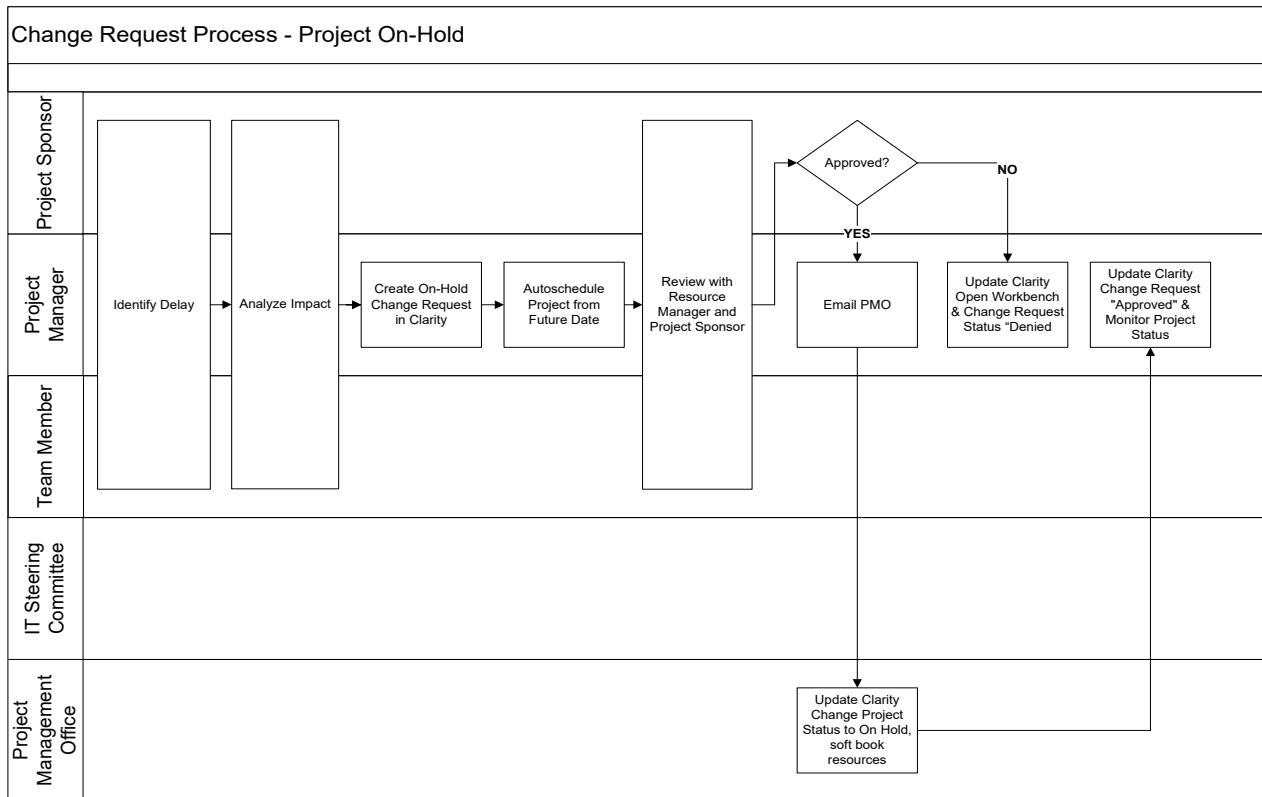 Change Request Process - Project On-Hold
Project Sponsor
Approved?
NO
YES
Project
Manager
Identify Delay
Analyze Impact
Create On-Hold
Change Request
in Clarity
Autoschedule
Project from
Future Date
Review with
Resource
Manager and
Project Sponsor
Email PMO
Update Clarity
Open Workbench
& Change Request
Status “Denied
Update Clarity
Change Request
"Approved" &
Monitor Project
Status
Team Member
IT Steering
Committee
Project
Management
Office
Update Clarity
Change Project
Status to On Hold,
soft book
resources